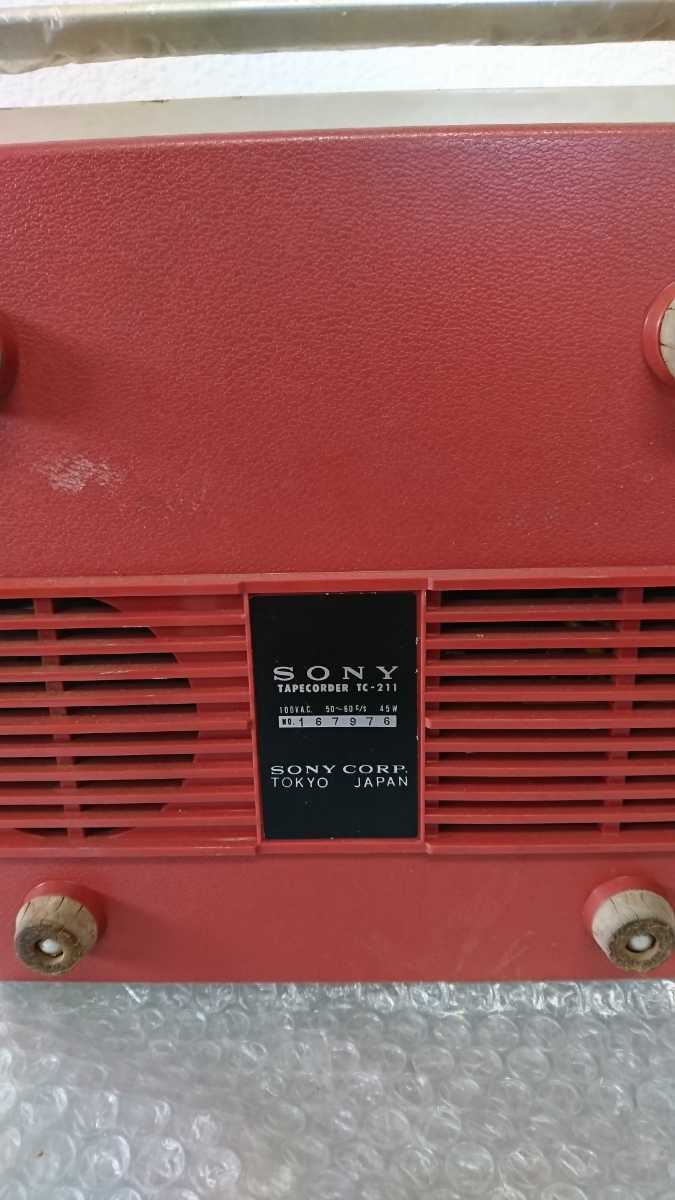 SONY
TAPECORDER TC-211
100V A.C. 50~60 c/s 45W
NO. 167976
SONY CORP.
TOKYO JAPAN